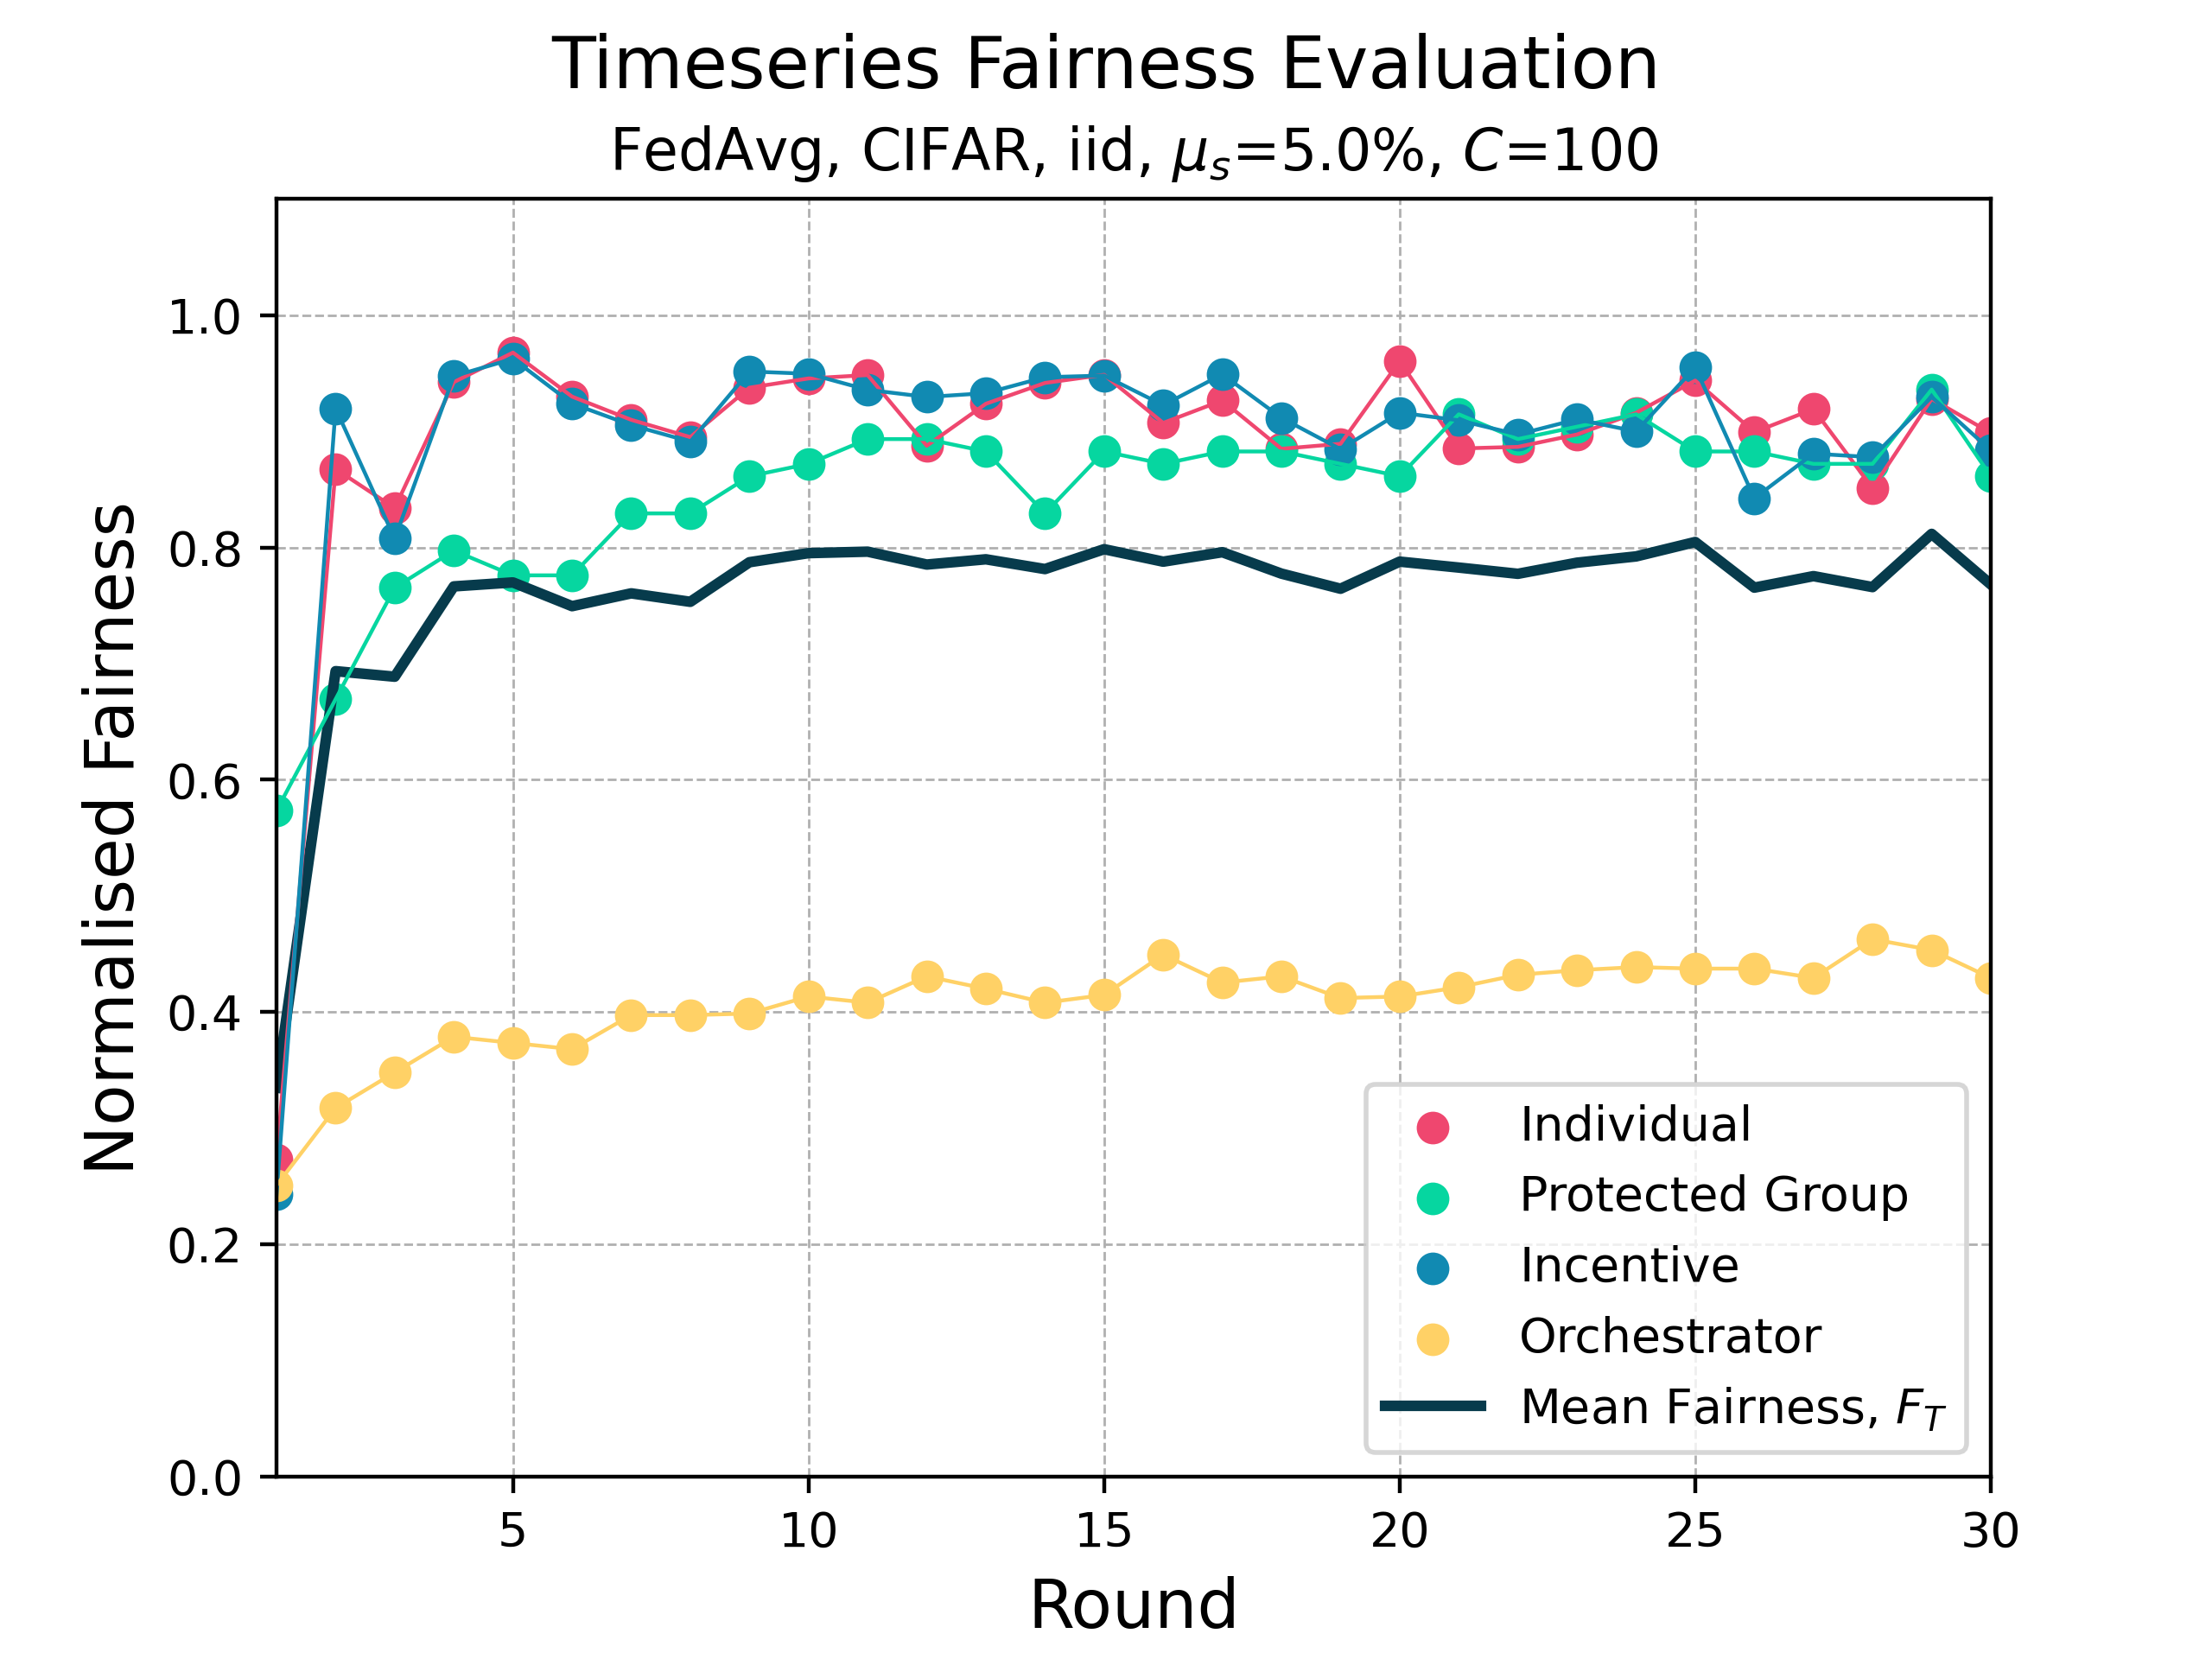 Timeseries Fairness Evaluation
FedAvg, CIFAR, iid, μₛ=5.0%, C=100
Normalised Fairness
1.0
0.8
0.6
0.4
0.2
0.0
Individual
Protected Group
Incentive
Orchestrator
Mean Fairness, F_T
5 10 15 20 25 30
Round